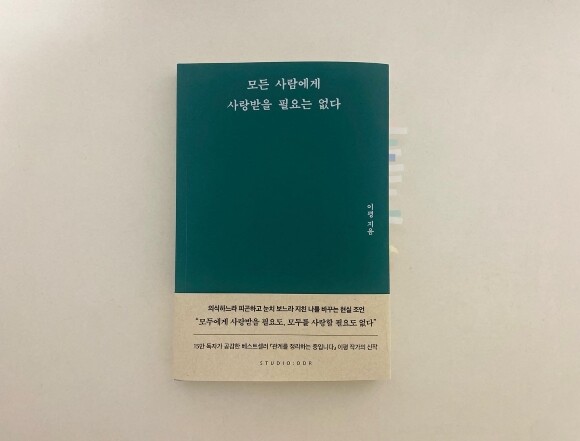 모든 사람에게
사랑받을 필요는 없다
이평 지음
의식하느라 피곤하고 눈치 보느라 지친 나를 바꾸는 현실 조언
“모두에게 사랑받을 필요도, 모두를 사랑할 필요도 없다”
15만 독자가 공감한 베스트셀러 『관계를 정리하는 중입니다』 이평 작가의 신작
STUDIO:ODR